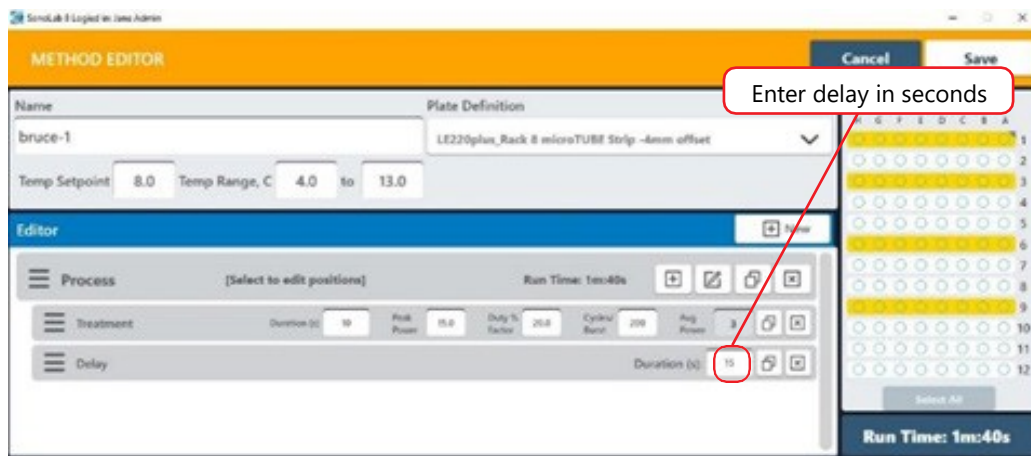 SonoLab 8 Logged in: Jane Admin
METHOD EDITOR
Cancel
Save
Enter delay in seconds
Name
Plate Definition
bruce-1
LE220plus_Rack 8 microTUBE Strip -4mm offset
Temp Setpoint 8.0 Temp Range, C 4.0 to 13.0
H G F E D C B A
1
2
3
4
5
6
7
8
9
10
11
12
Editor
New
Process [Select to edit positions] Run Time: 1m:40s
Treatment Duration (s) 10 Peak Power 15.0 Duty % Factor 20.0 Cycles/ Burst 200 Avg Power 3
Delay Duration (s) 15
Select All
Run Time: 1m:40s